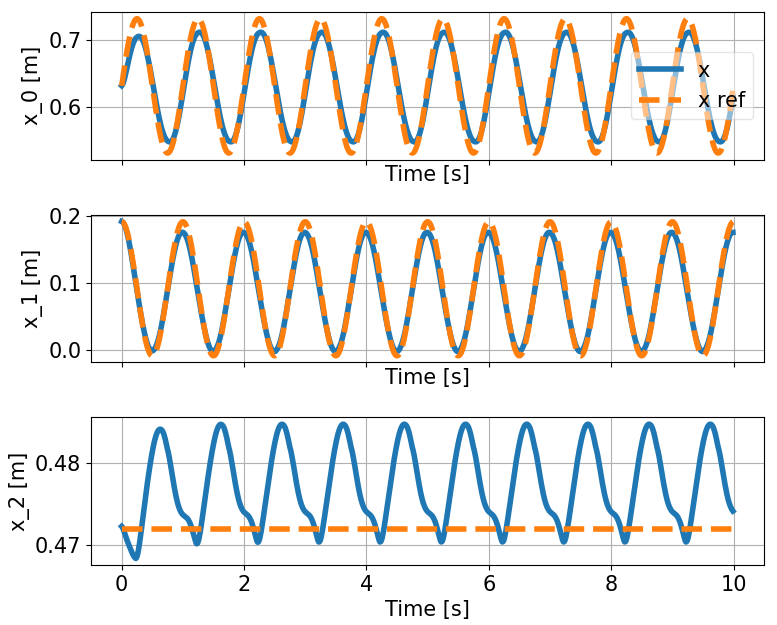 0.7
0.6
x_0 [m]
x
x ref
Time [s]
0.2
0.1
0.0
x_1 [m]
Time [s]
0.48
0.47
x_2 [m]
0 2 4 6 8 10
Time [s]